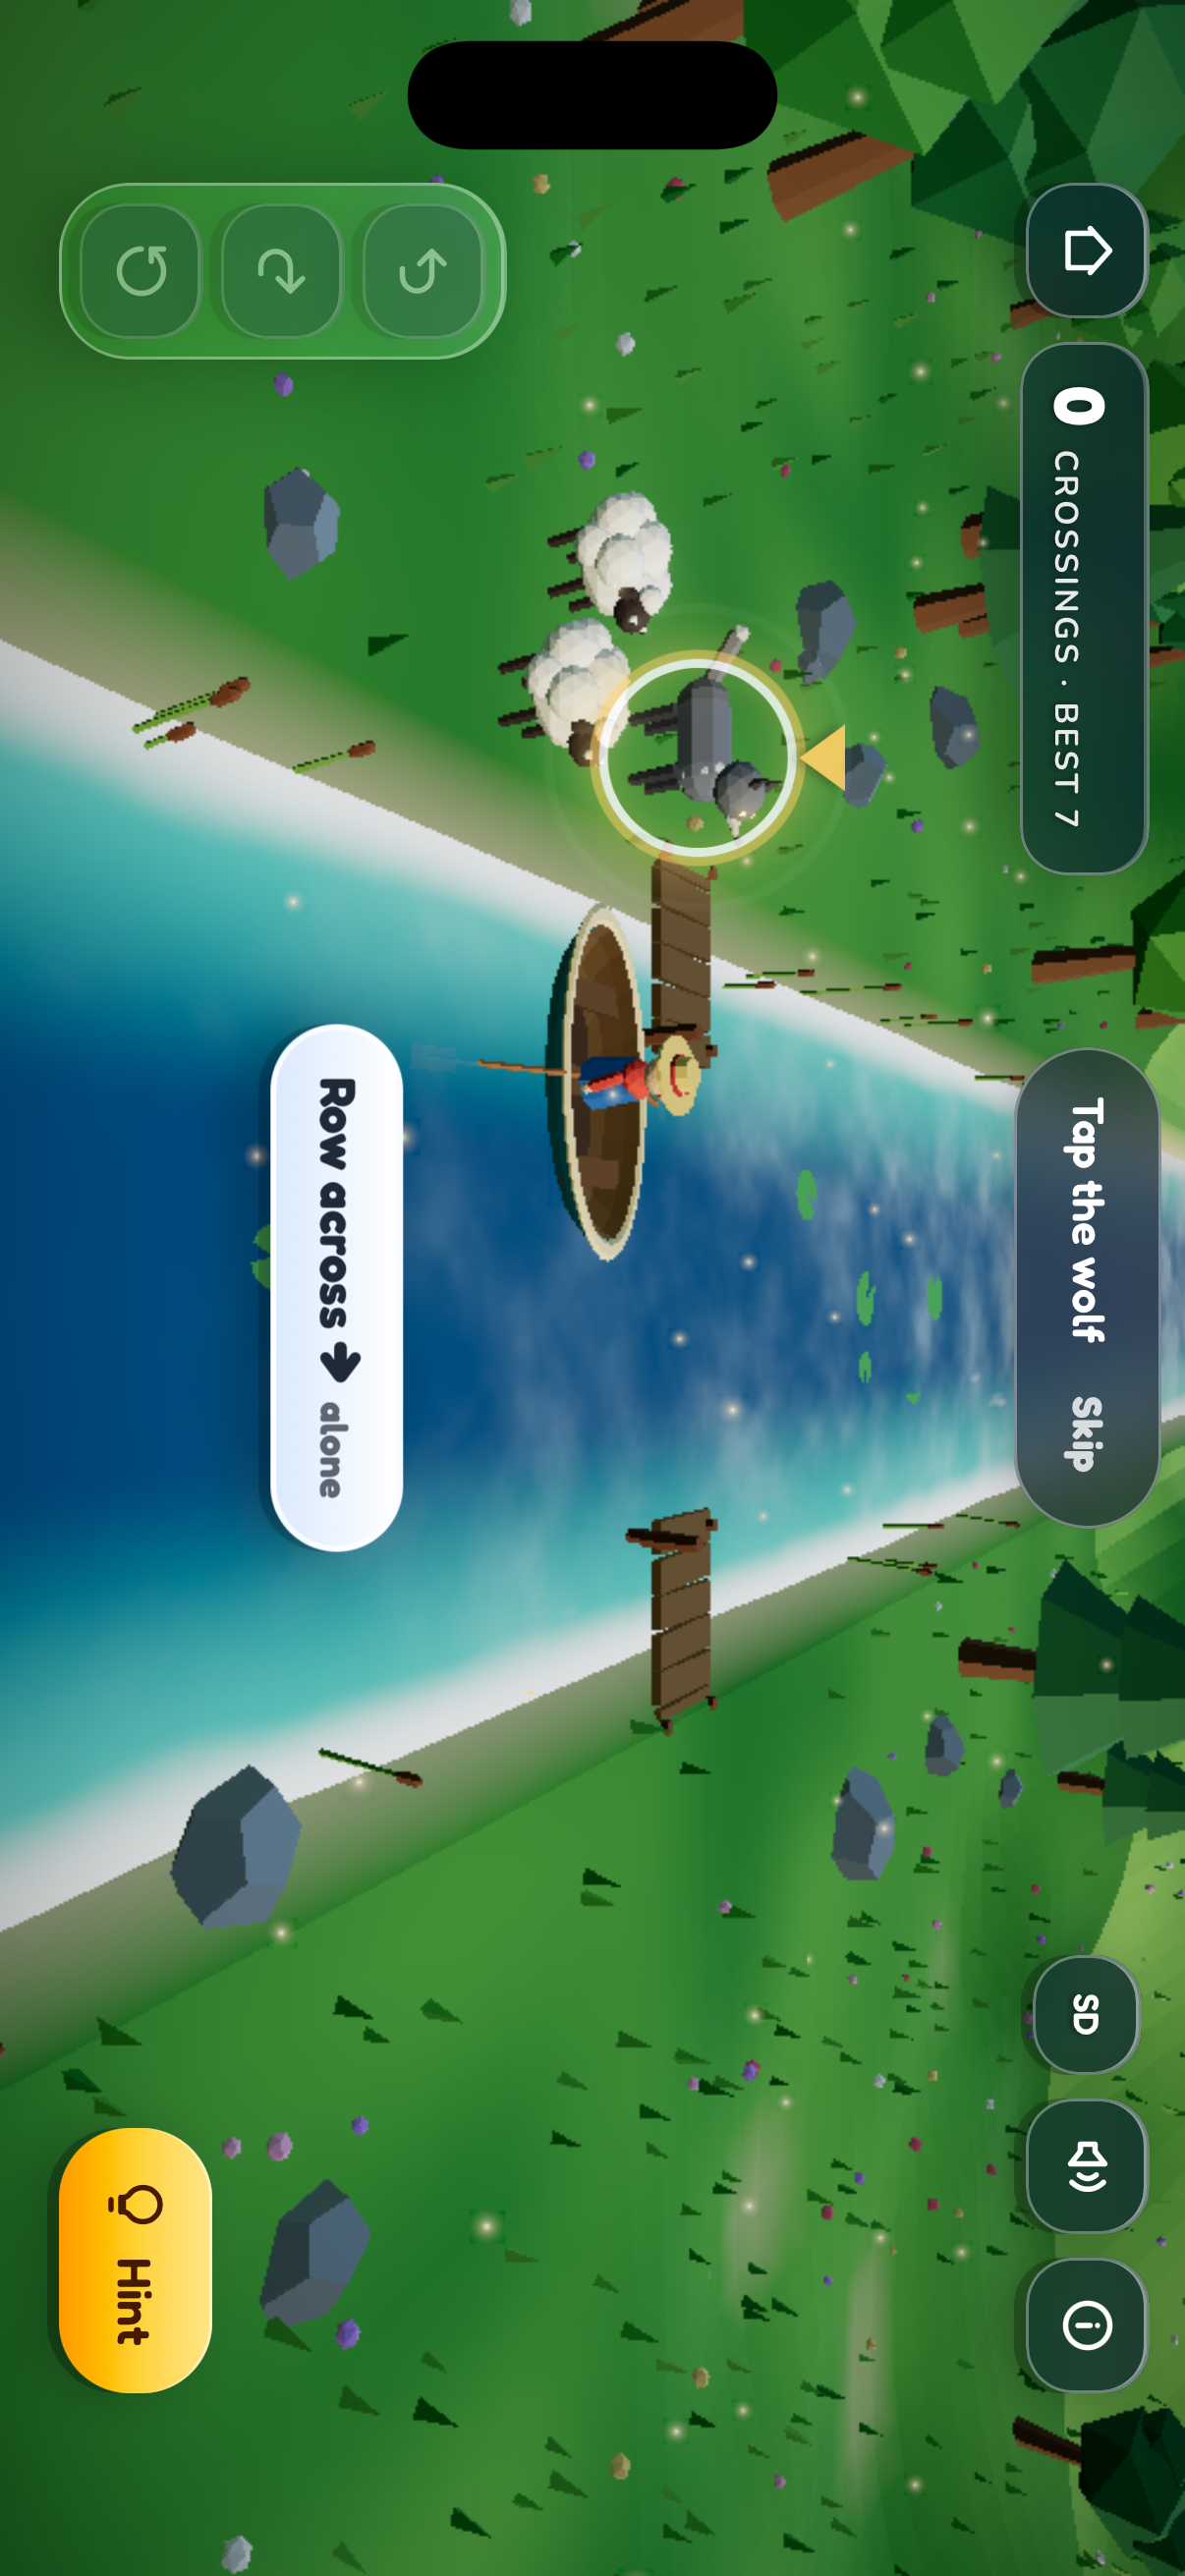 0 CROSSINGS · BEST 7
Tap the wolf Skip
SD
Row across → alone
Hint